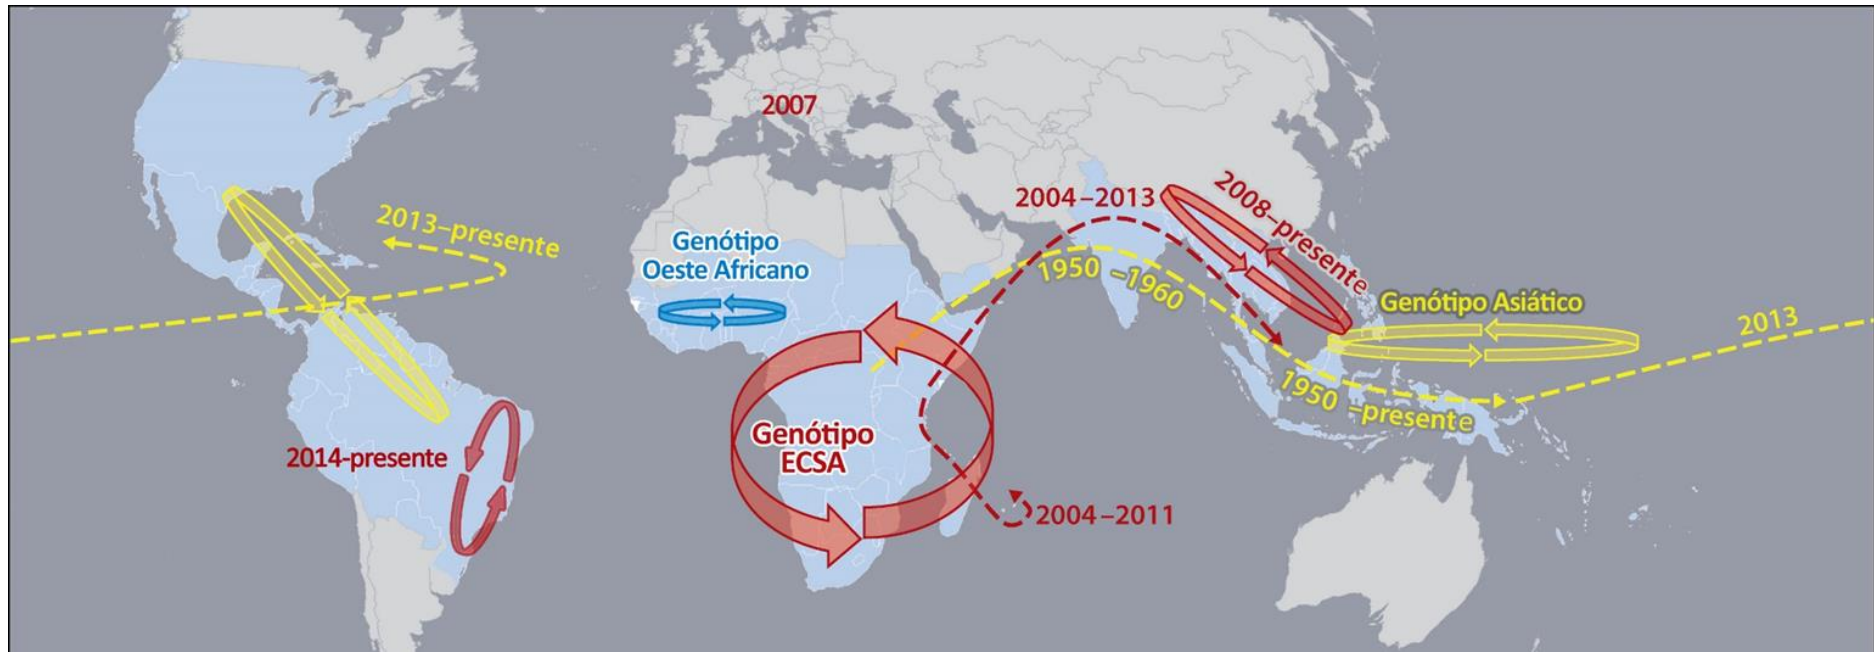 2007
2013–presente
Genótipo
Oeste Africano
2004–2013
2008–presente
1950 –1960
Genótipo Asiático
2013
1950 –presente
Genótipo
ECSA
2014-presente
2004–2011